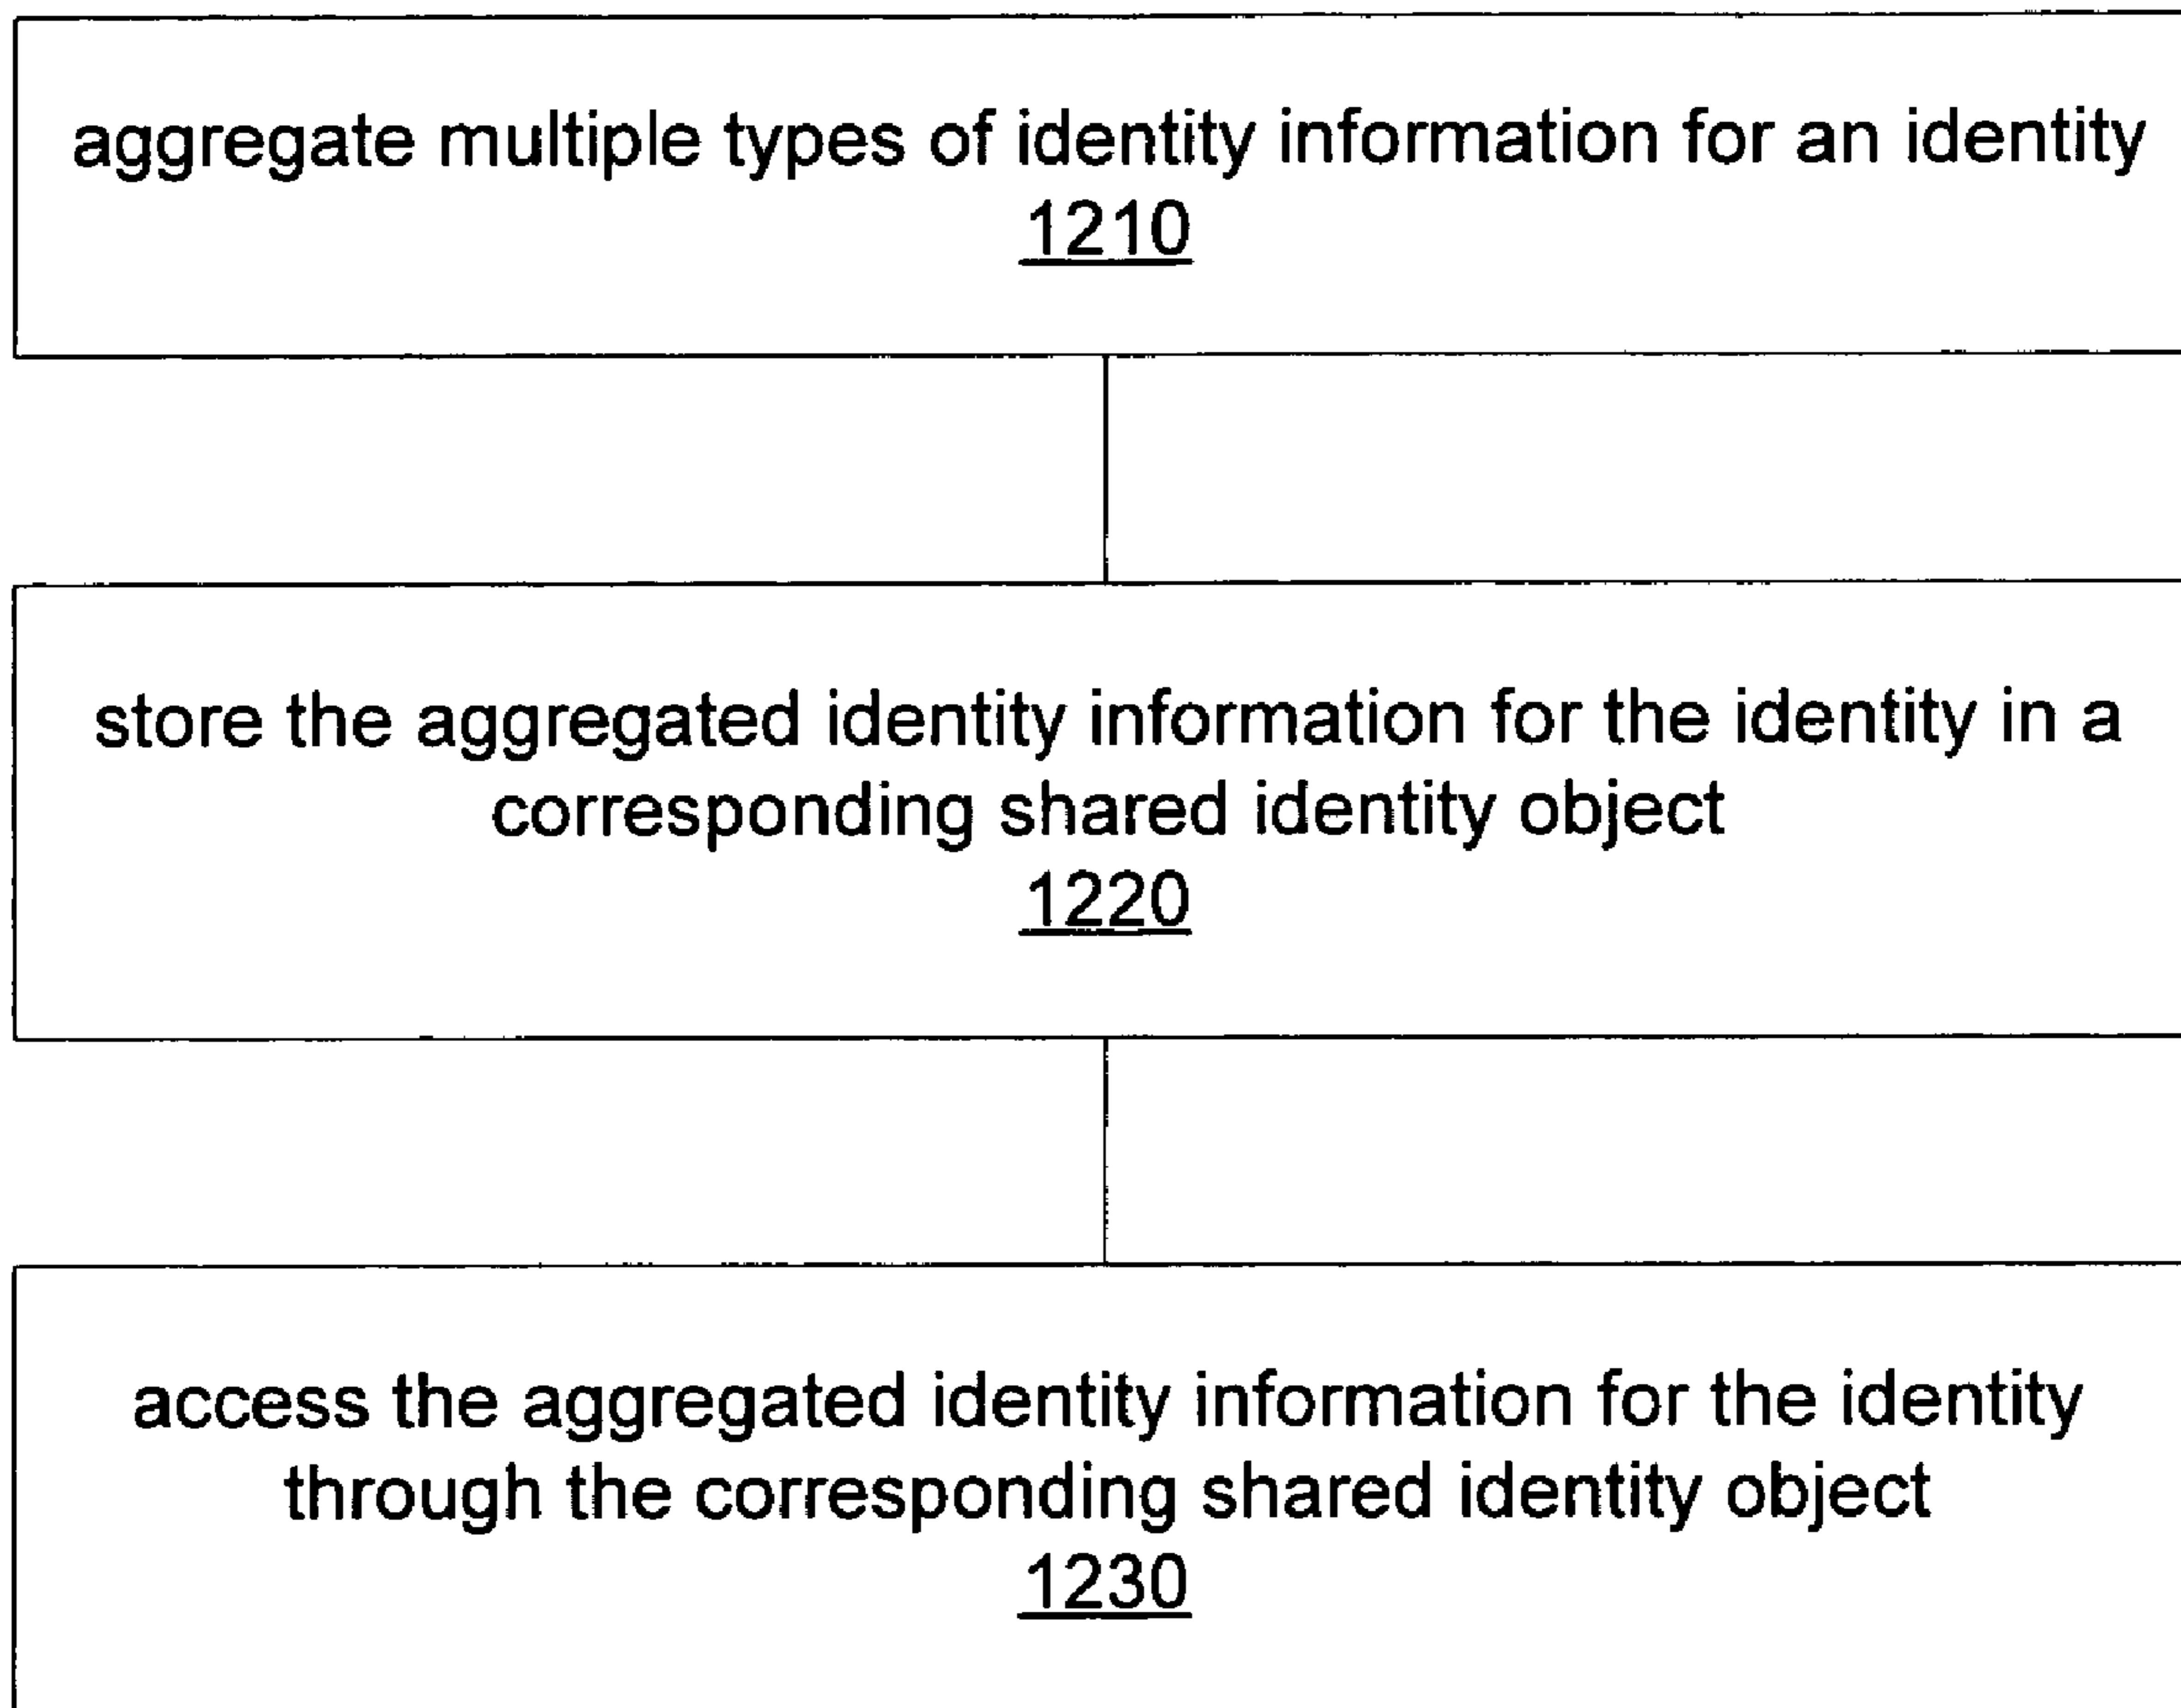 aggregate multiple types of identity information for an identity
1210
store the aggregated identity information for the identity in a
corresponding shared identity object
1220
access the aggregated identity information for the identity
through the corresponding shared identity object
1230